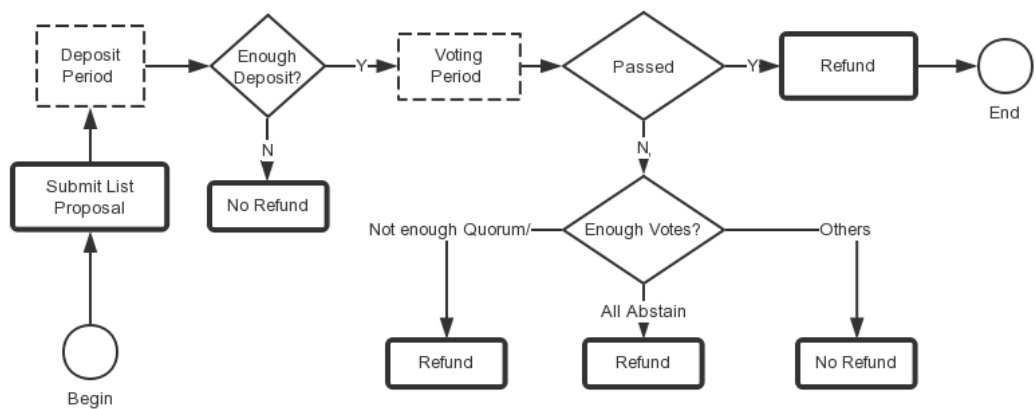 Deposit
Period
Enough
Deposit?
Y
Voting
Period
Passed
Y
Refund
End
N
N,
Submit List
Proposal
No Refund
Not enough Quorum/
Enough Votes?
Others
All Abstain
Refund
Refund
No Refund
Begin